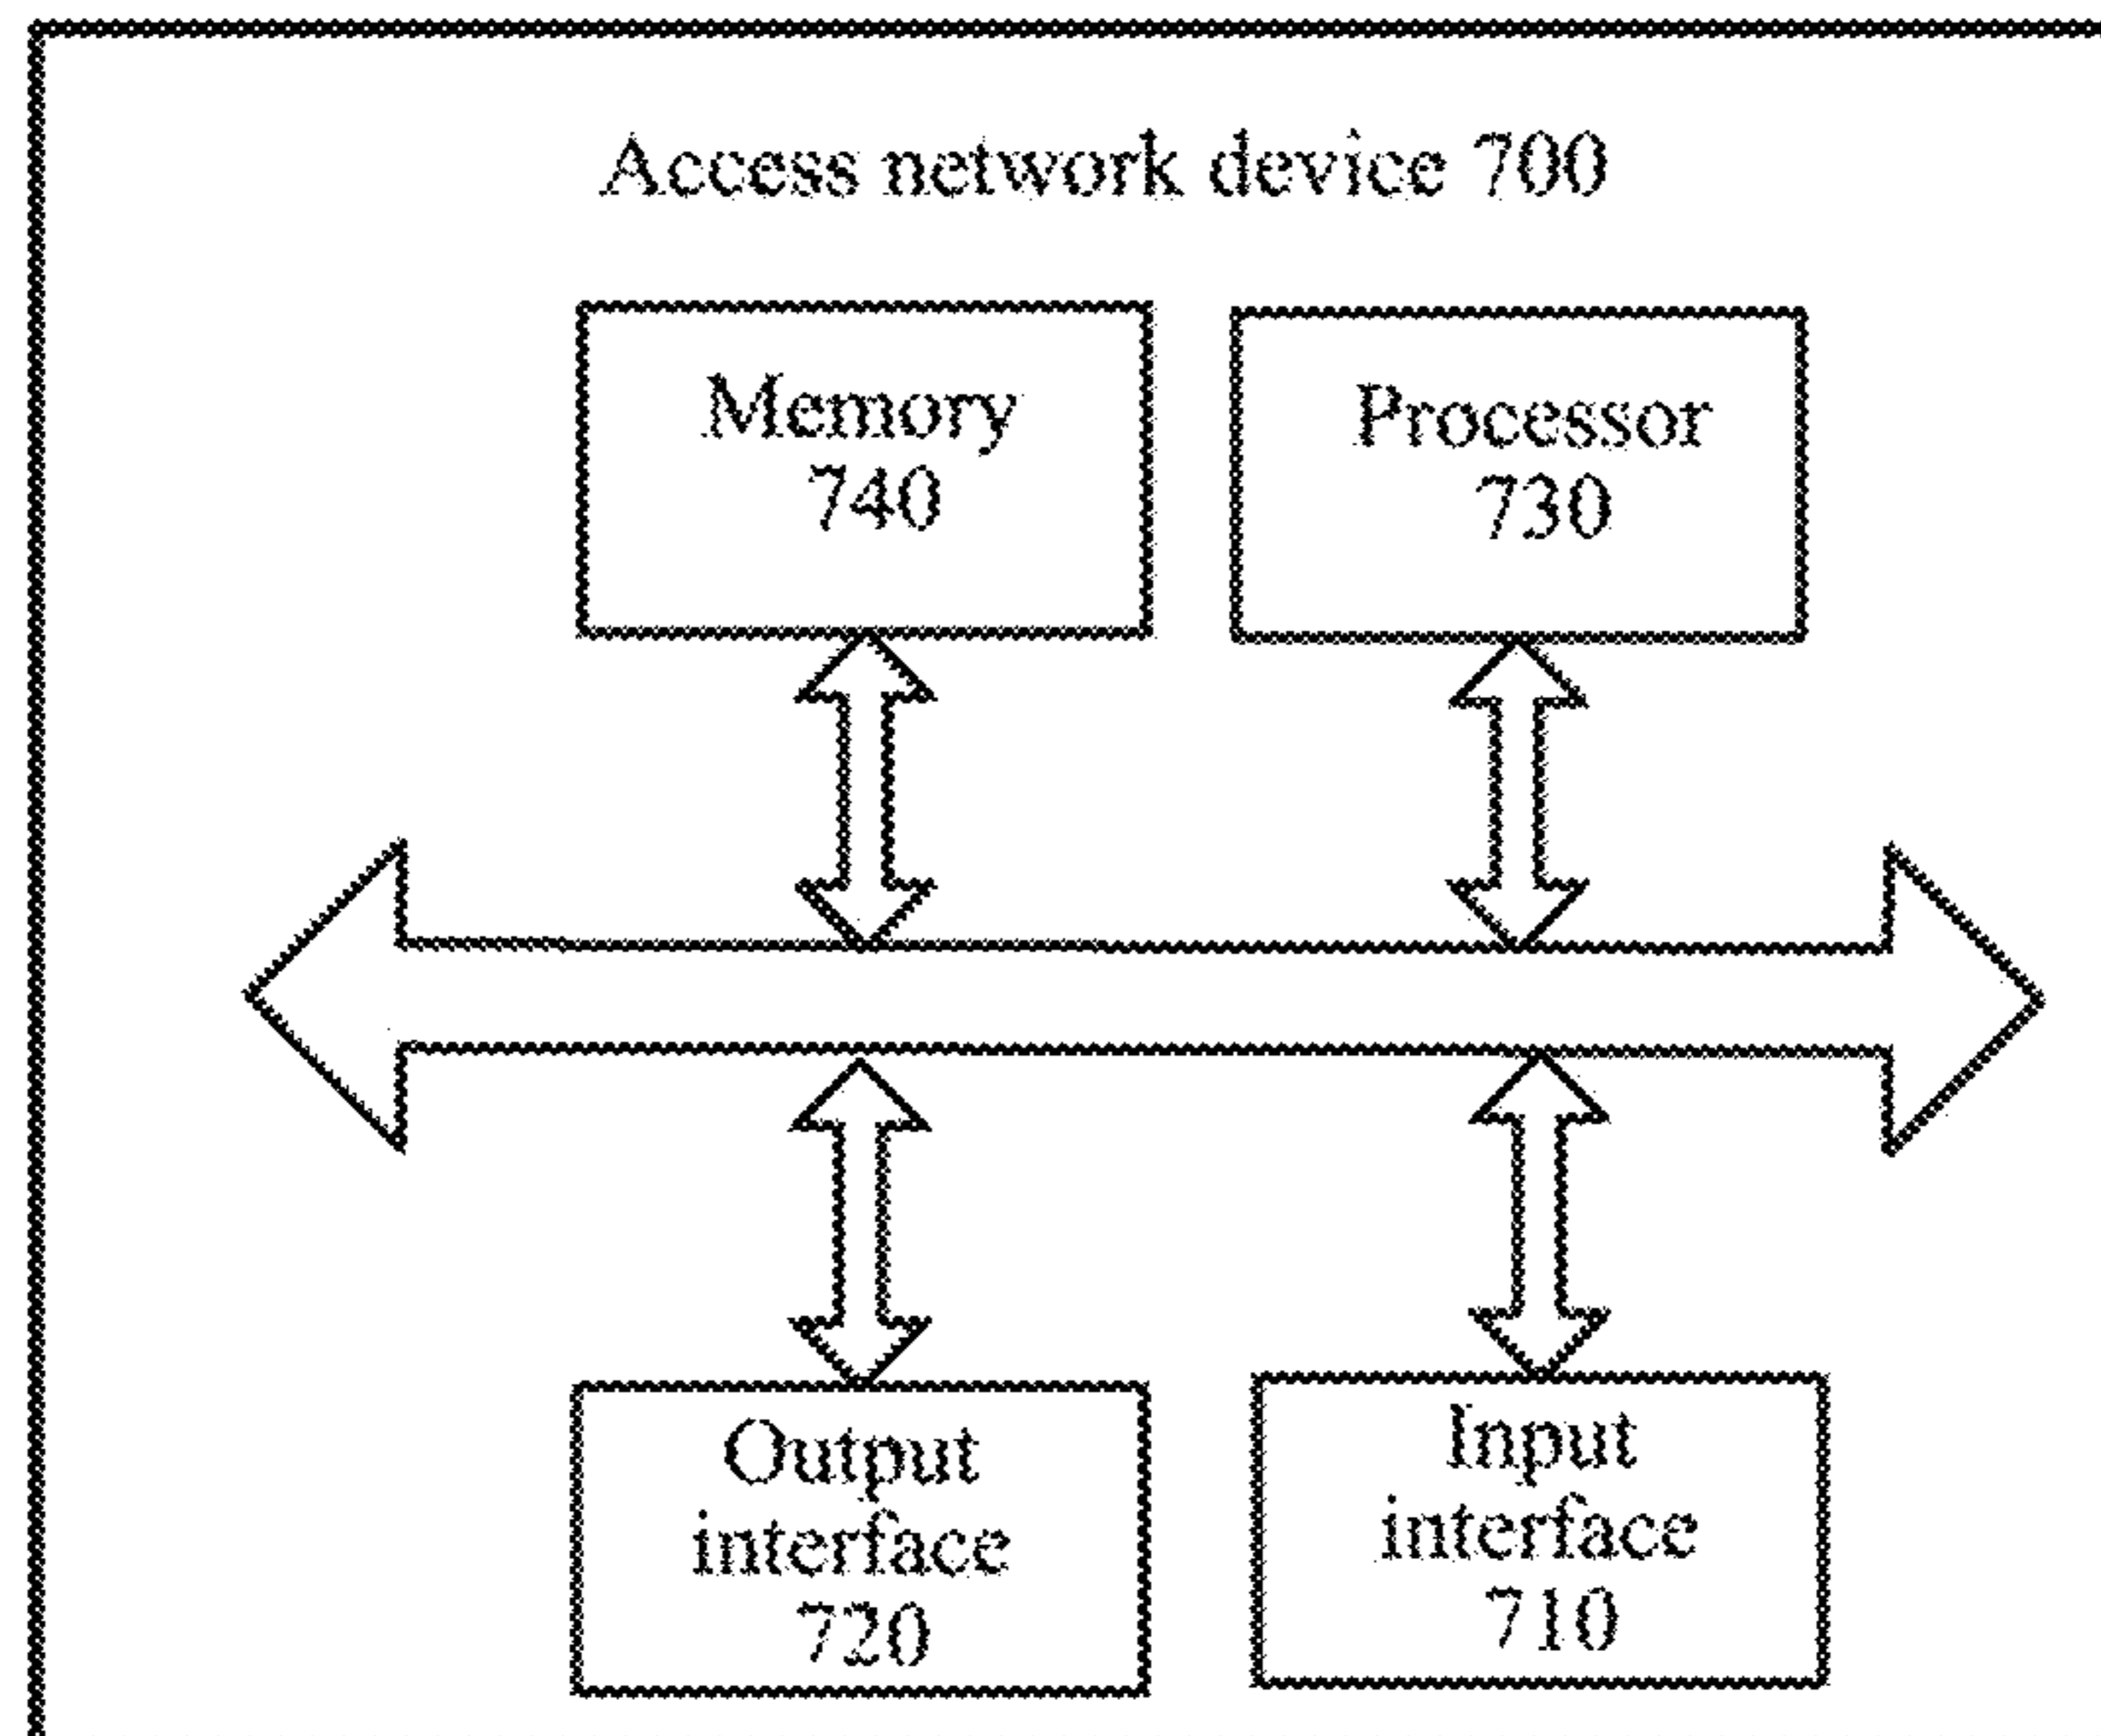 Access network device 700
Memory
740
Processor
730
Output
interface
720
Input
interface
710